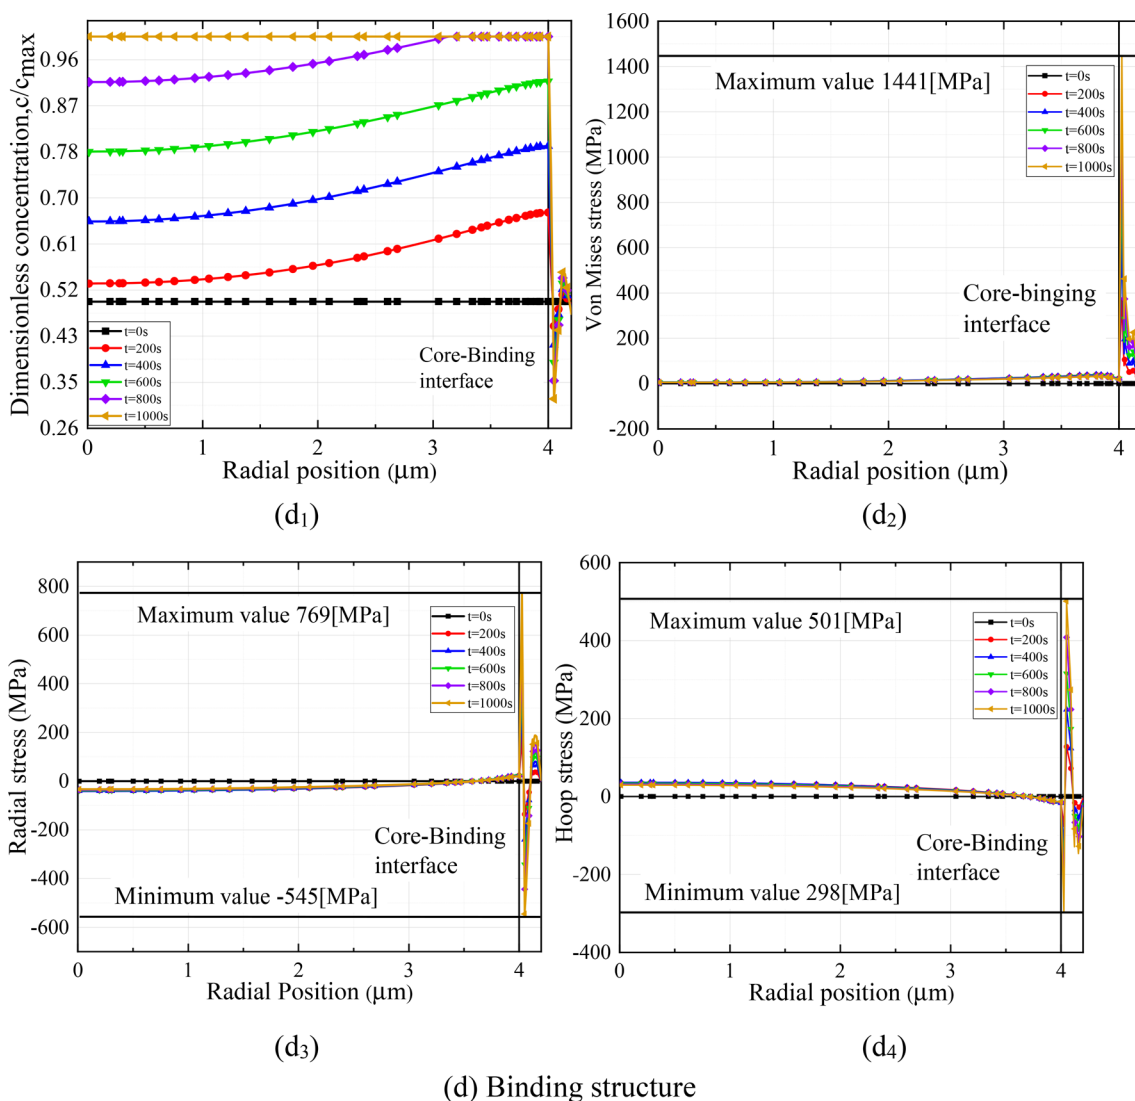 Dimensionless concentration,c/cmax
0.96
0.87
0.78
0.70
0.61
0.52
0.43
0.35
0.26
t=0s
t=200s
t=400s
t=600s
t=800s
t=1000s
Core-Binding
interface
0 1 2 3 4
Radial position (μm)
(d1)
Von Mises stress (MPa)
1600
1400
1200
1000
800
600
400
200
0
-200
Maximum value 1441[MPa]
t=0s
t=200s
t=400s
t=600s
t=800s
t=1000s
Core-binging
interface
0 1 2 3 4
Radial position (μm)
(d2)
Radial stress (MPa)
800
600
400
200
0
-200
-400
-600
Maximum value 769[MPa]
t=0s
t=200s
t=400s
t=600s
t=800s
t=1000s
Core-Binding
interface
Minimum value -545[MPa]
0 1 2 3 4
Radial Position (μm)
(d3)
Hoop stress (MPa)
600
400
200
0
-200
-400
Maximum value 501[MPa]
t=0s
t=200s
t=400s
t=600s
t=800s
t=1000s
Core-Binding
interface
Minimum value 298[MPa]
0 1 2 3 4
Radial position (μm)
(d4)
(d) Binding structure